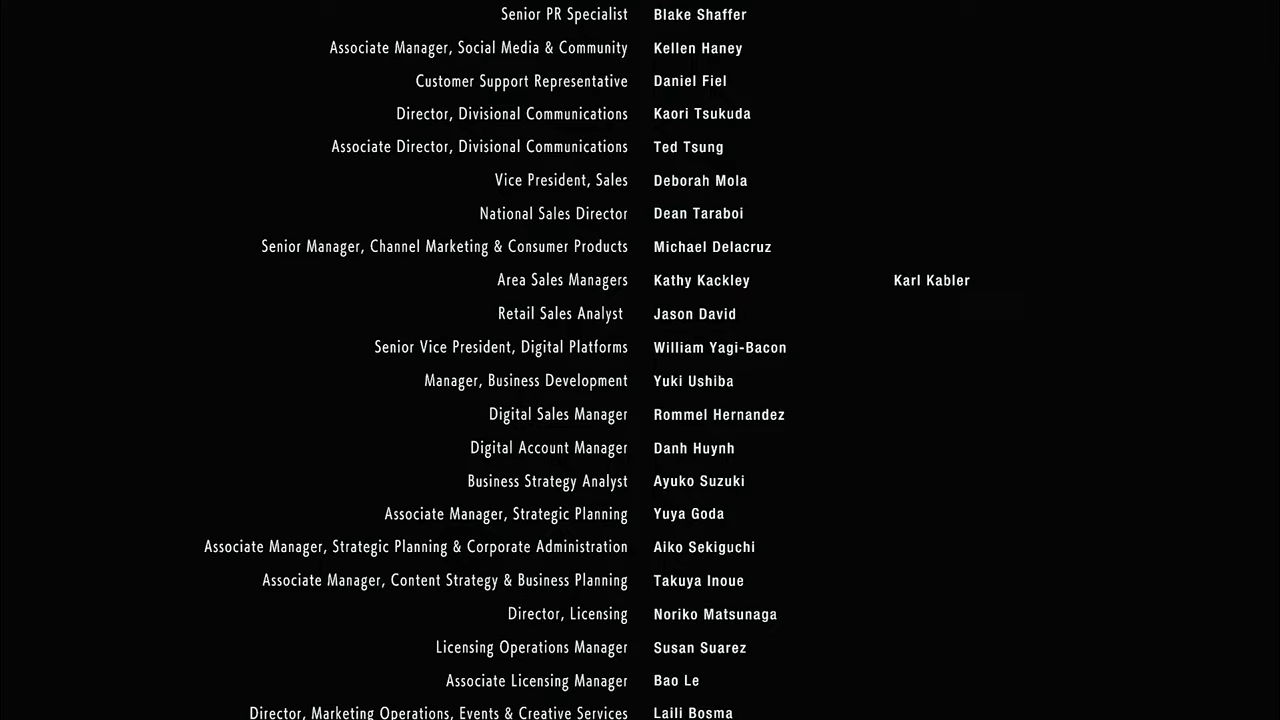 Senior PR Specialist Blake Shaffer
Associate Manager, Social Media & Community Kellen Haney
Customer Support Representative Daniel Fiel
Director, Divisional Communications Kaori Tsukuda
Associate Director, Divisional Communications Ted Tsung
Vice President, Sales Deborah Mola
National Sales Director Dean Taraboi
Senior Manager, Channel Marketing & Consumer Products Michael Delacruz
Area Sales Managers Kathy Kackley Karl Kabler
Retail Sales Analyst Jason David
Senior Vice President, Digital Platforms William Yagi-Bacon
Manager, Business Development Yuki Ushiba
Digital Sales Manager Rommel Hernandez
Digital Account Manager Danh Huynh
Business Strategy Analyst Ayuko Suzuki
Associate Manager, Strategic Planning Yuya Goda
Associate Manager, Strategic Planning & Corporate Administration Aiko Sekiguchi
Associate Manager, Content Strategy & Business Planning Takuya Inoue
Director, Licensing Noriko Matsunaga
Licensing Operations Manager Susan Suarez
Associate Licensing Manager Bao Le
Director, Marketing Operations, Events & Creative Services Laili Bosma